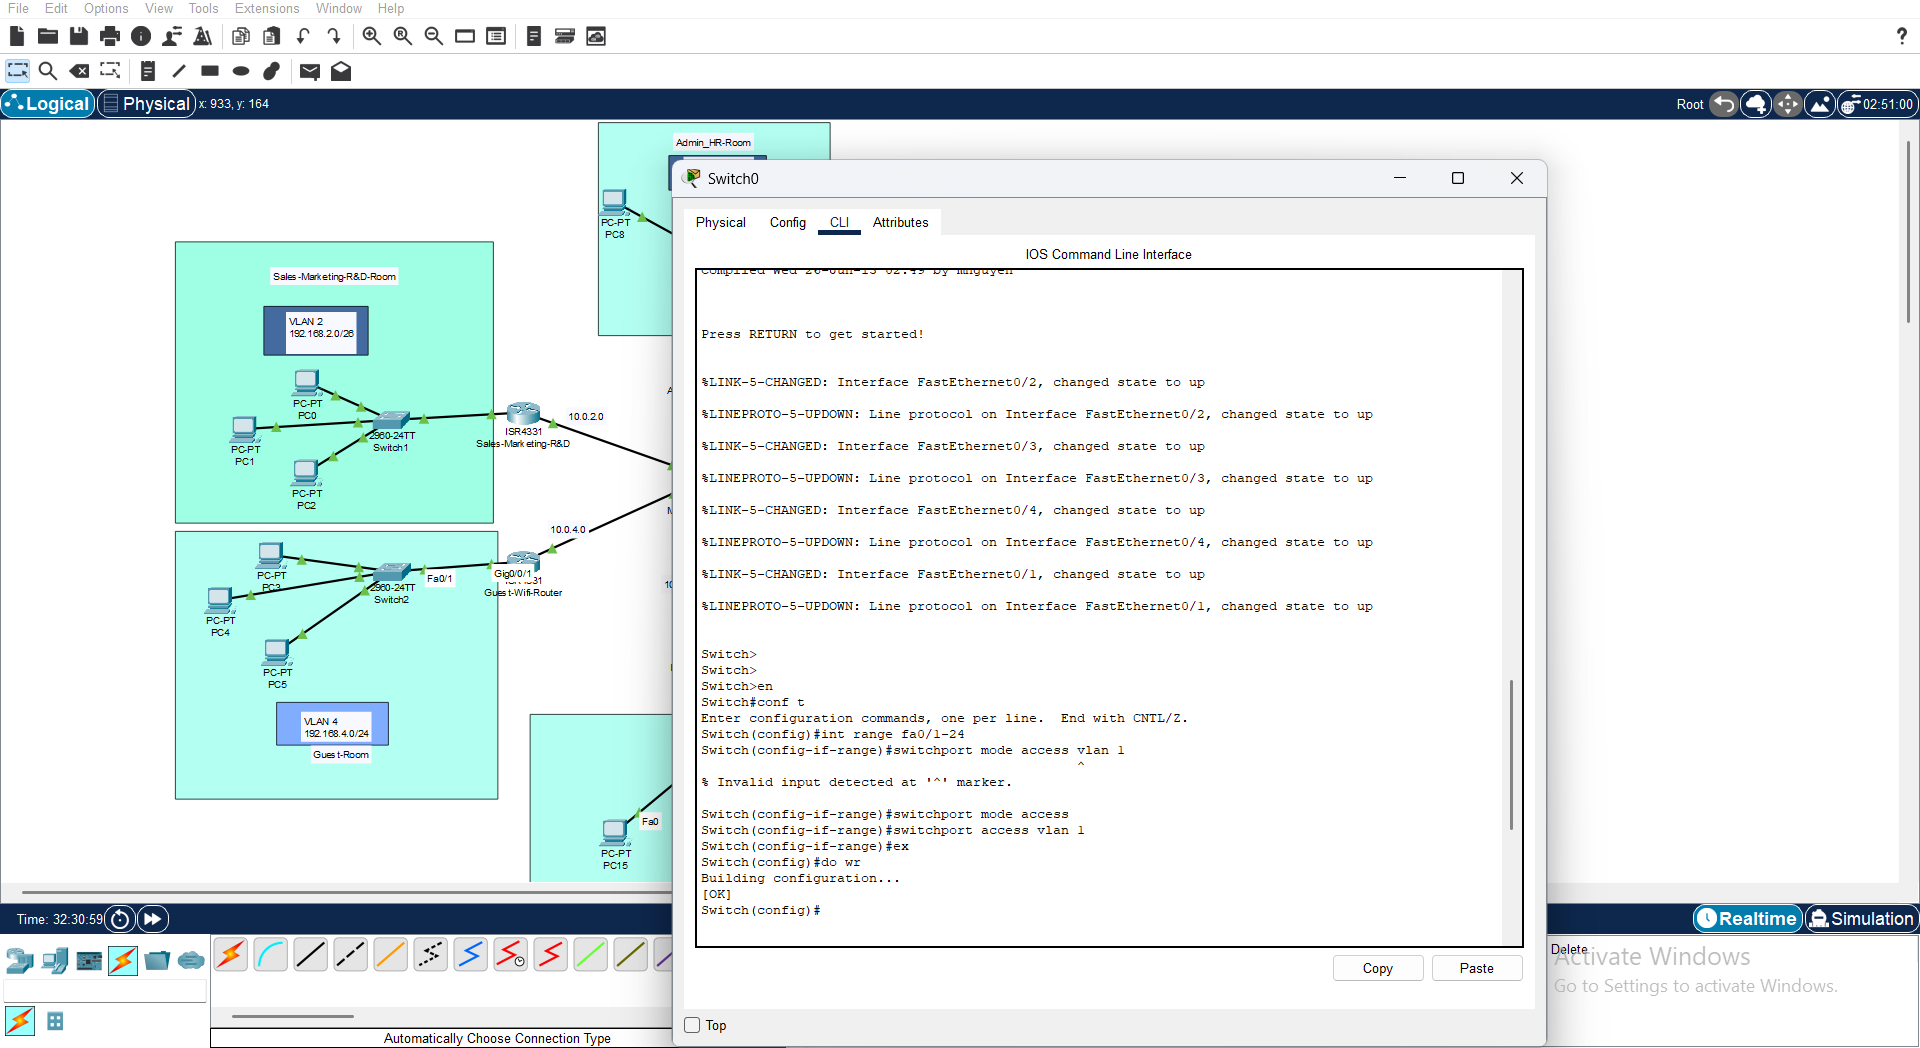 File Edit Options View Tools Extensions Window Help
Logical
Physical
x: 933, y: 164
Root
02:51:00
Admin_HR-Room
PC-PT
PC8
Sales-Marketing-R&D-Room
VLAN 2
192.168.2.0/26
PC-PT
PC0
PC-PT
PC1
PC-PT
PC2
2960-24TT
Switch1
ISR4331
Sales-Marketing-R&D
10.0.2.0
10.0.4.0
PC-PT
PC3
PC-PT
PC4
PC-PT
PC5
2960-24TT
Switch2
Fa0/1
Gig0/0/1
Guest-Wifi-Router
VLAN 4
192.168.4.0/24
Guest-Room
Fa0
PC-PT
PC15
Switch0
Physical Config CLI Attributes
IOS Command Line Interface
Compiled Wed 26-Jun-13 02:49 by mnguyen
Press RETURN to get started!
%LINK-5-CHANGED: Interface FastEthernet0/2, changed state to up
%LINEPROTO-5-UPDOWN: Line protocol on Interface FastEthernet0/2, changed state to up
%LINK-5-CHANGED: Interface FastEthernet0/3, changed state to up
%LINEPROTO-5-UPDOWN: Line protocol on Interface FastEthernet0/3, changed state to up
%LINK-5-CHANGED: Interface FastEthernet0/4, changed state to up
%LINEPROTO-5-UPDOWN: Line protocol on Interface FastEthernet0/4, changed state to up
%LINK-5-CHANGED: Interface FastEthernet0/1, changed state to up
%LINEPROTO-5-UPDOWN: Line protocol on Interface FastEthernet0/1, changed state to up
Switch>
Switch>
Switch>en
Switch#conf t
Enter configuration commands, one per line. End with CNTL/Z.
Switch(config)#int range fa0/1-24
Switch(config-if-range)#switchport mode access vlan 1
^
% Invalid input detected at '^' marker.
Switch(config-if-range)#switchport mode access
Switch(config-if-range)#switchport access vlan 1
Switch(config-if-range)#ex
Switch(config)#do wr
Building configuration...
[OK]
Switch(config)#
Copy
Paste
Top
Time: 32:30:59
Realtime
Simulation
Automatically Choose Connection Type
Delete
Activate Windows
Go to Settings to activate Windows.